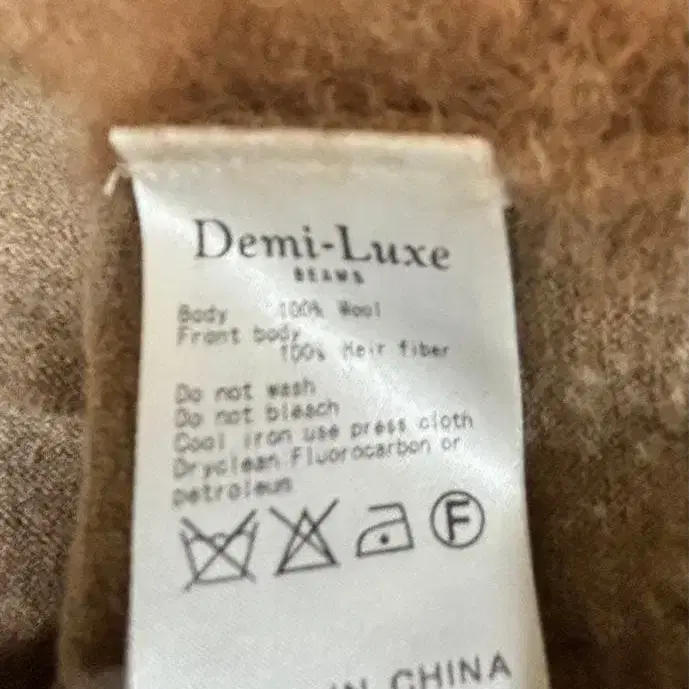 Demi-Luxe
BEAMS
Body 100% Wool
Front body
100% Hair fiber
Do not wash
Do not bleach
Cool iron use press cloth
Dryclean Fluorocarbon or
petroleum
F
IN CHINA